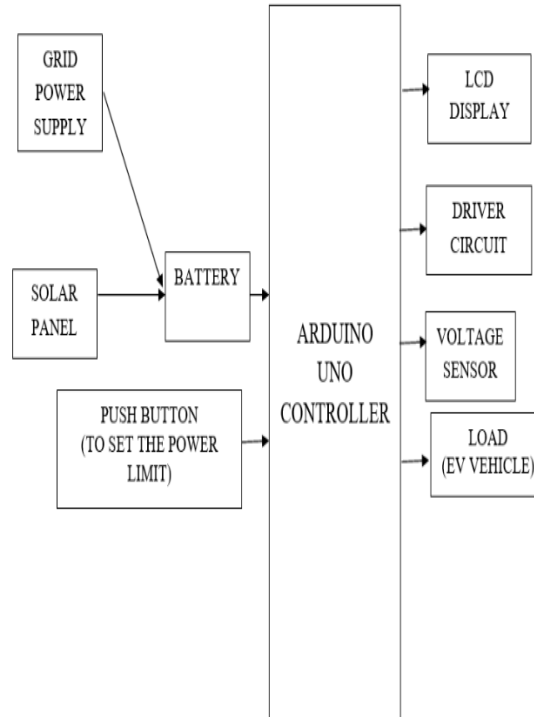 GRID
POWER
SUPPLY
SOLAR
PANEL
BATTERY
PUSH BUTTON
(TO SET THE POWER
LIMIT)
ARDUINO
UNO
CONTROLLER
LCD
DISPLAY
DRIVER
CIRCUIT
VOLTAGE
SENSOR
LOAD
(EV VEHICLE)